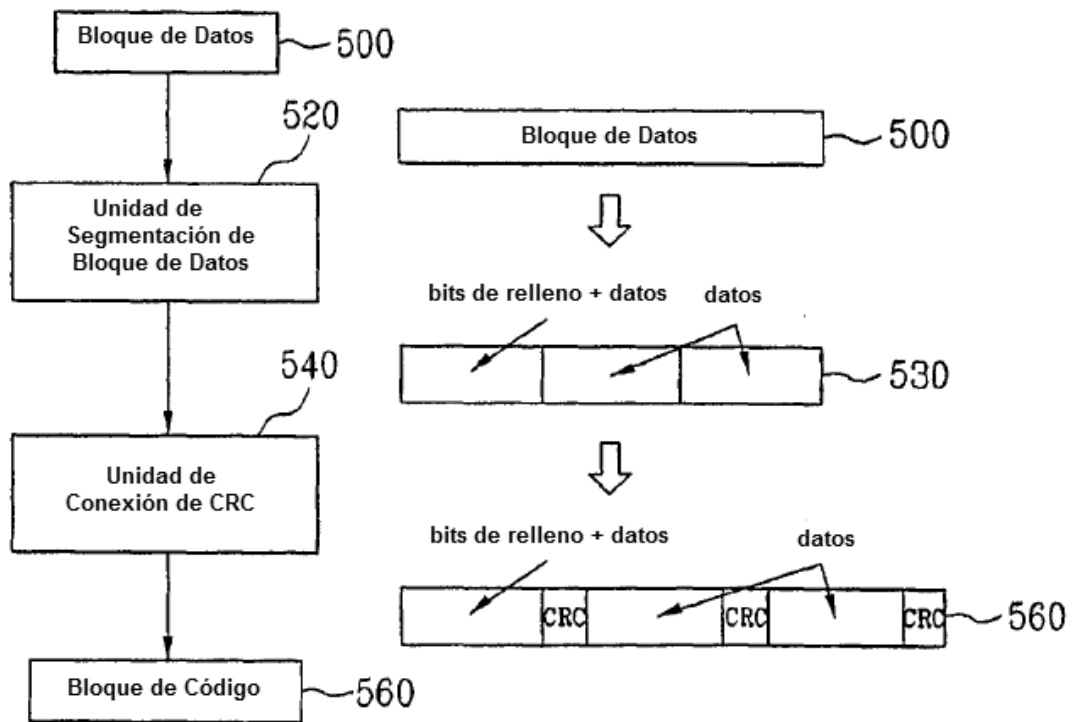 Bloque de Datos
500
520
Unidad de
Segmentación de
Bloque de Datos
540
Unidad de
Conexión de CRC
Bloque de Código
560
Bloque de Datos
500
bits de relleno + datos
datos
530
bits de relleno + datos
datos
CRC
CRC
CRC
560